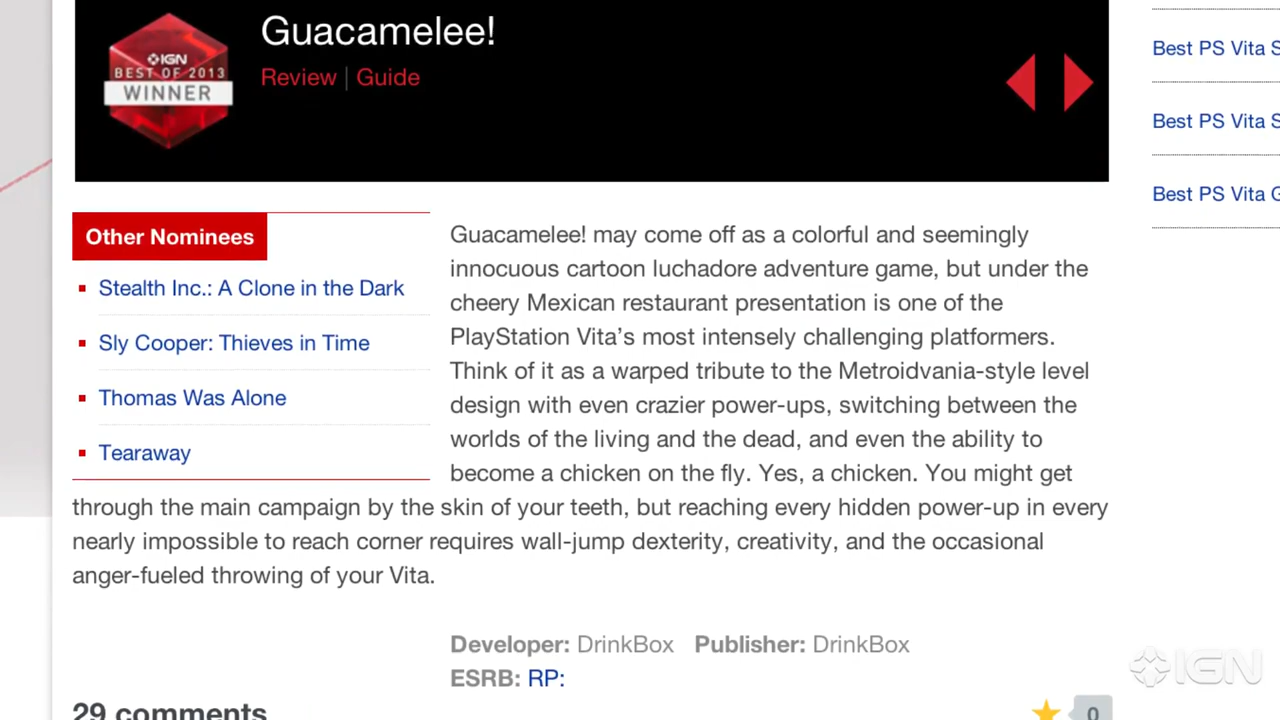 Guacamelee!
Review | Guide
IGN
BEST OF 2013
WINNER
Best PS Vita S
Best PS Vita S
Best PS Vita G
Other Nominees
Stealth Inc.: A Clone in the Dark
Sly Cooper: Thieves in Time
Thomas Was Alone
Tearaway
Guacamelee! may come off as a colorful and seemingly
innocuous cartoon luchadore adventure game, but under the
cheery Mexican restaurant presentation is one of the
PlayStation Vita’s most intensely challenging platformers.
Think of it as a warped tribute to the Metroidvania-style level
design with even crazier power-ups, switching between the
worlds of the living and the dead, and even the ability to
become a chicken on the fly. Yes, a chicken. You might get
through the main campaign by the skin of your teeth, but reaching every hidden power-up in every
nearly impossible to reach corner requires wall-jump dexterity, creativity, and the occasional
anger-fueled throwing of your Vita.
Developer: DrinkBox Publisher: DrinkBox
ESRB: RP:
29 comments
0
IGN